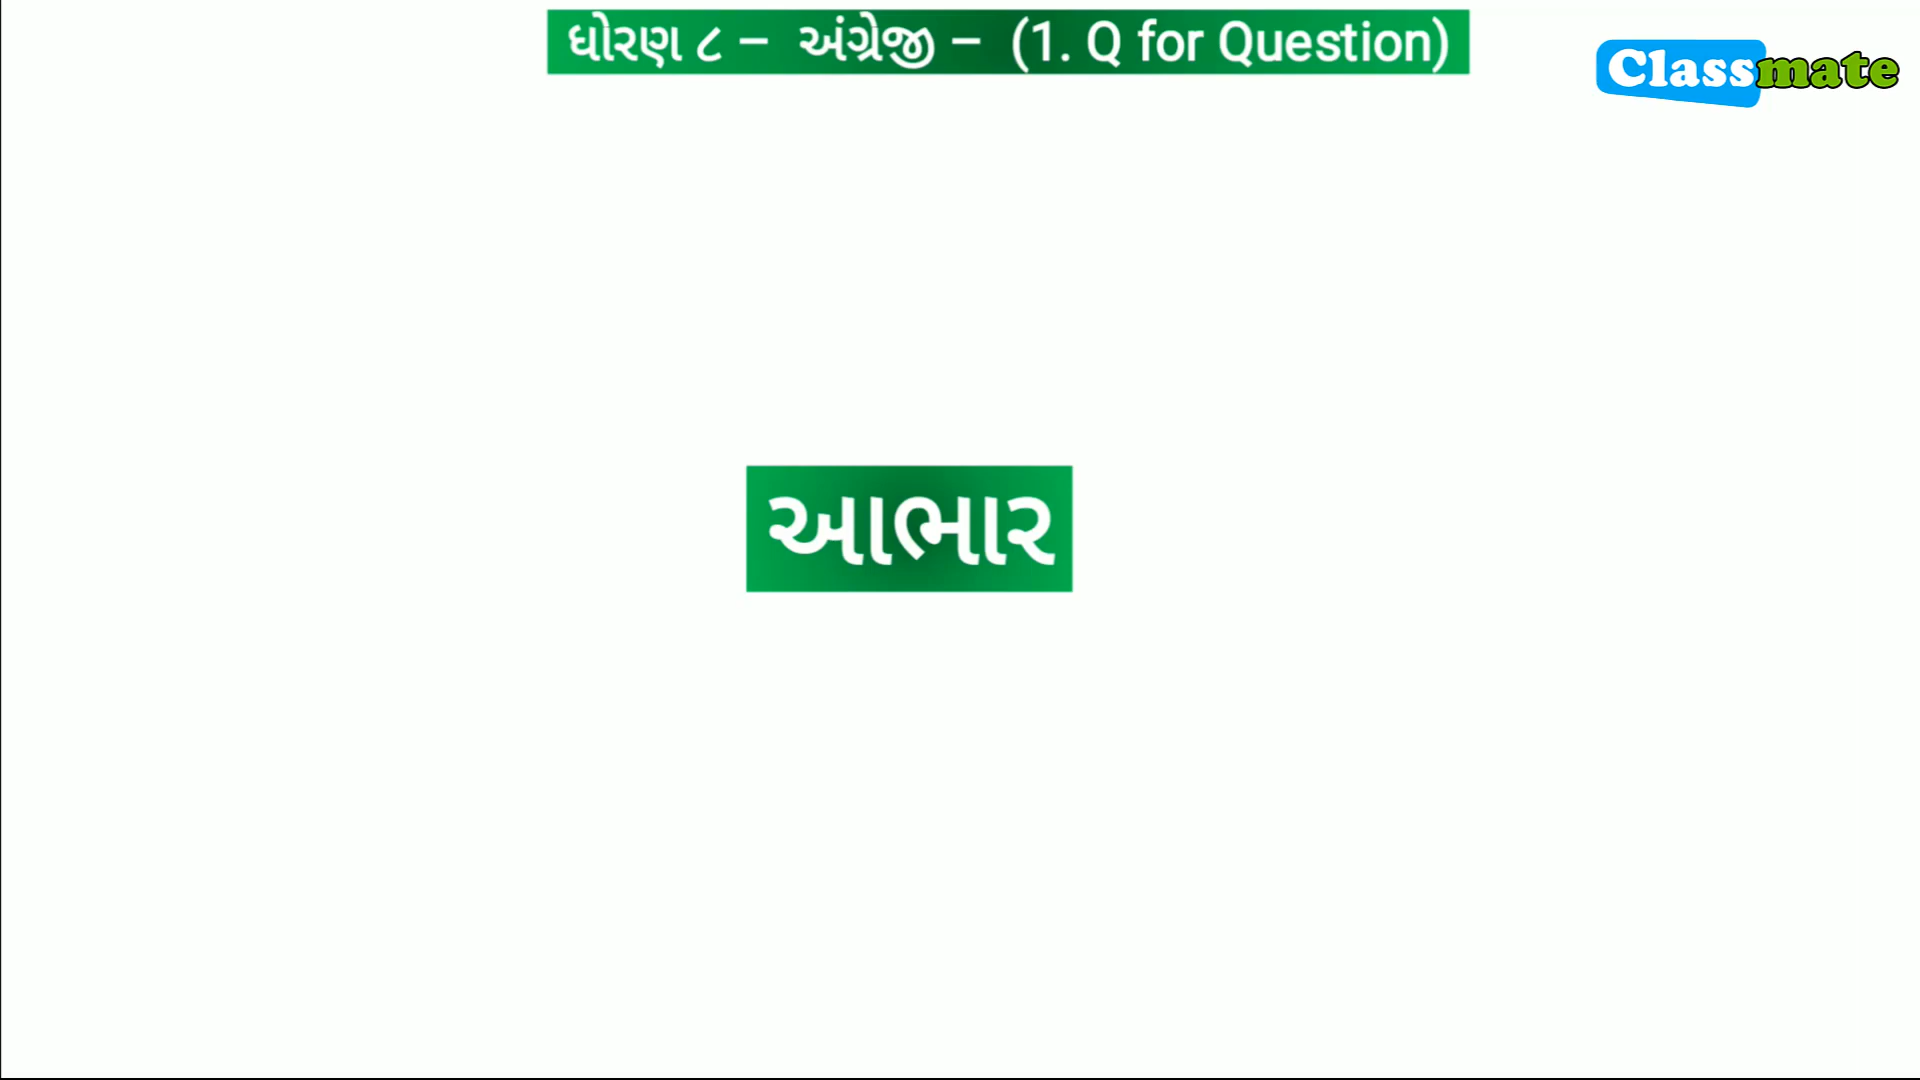 ધોરણ ૮ – અંગ્રેજી – (1. Q for Question)
Classmate
આભાર